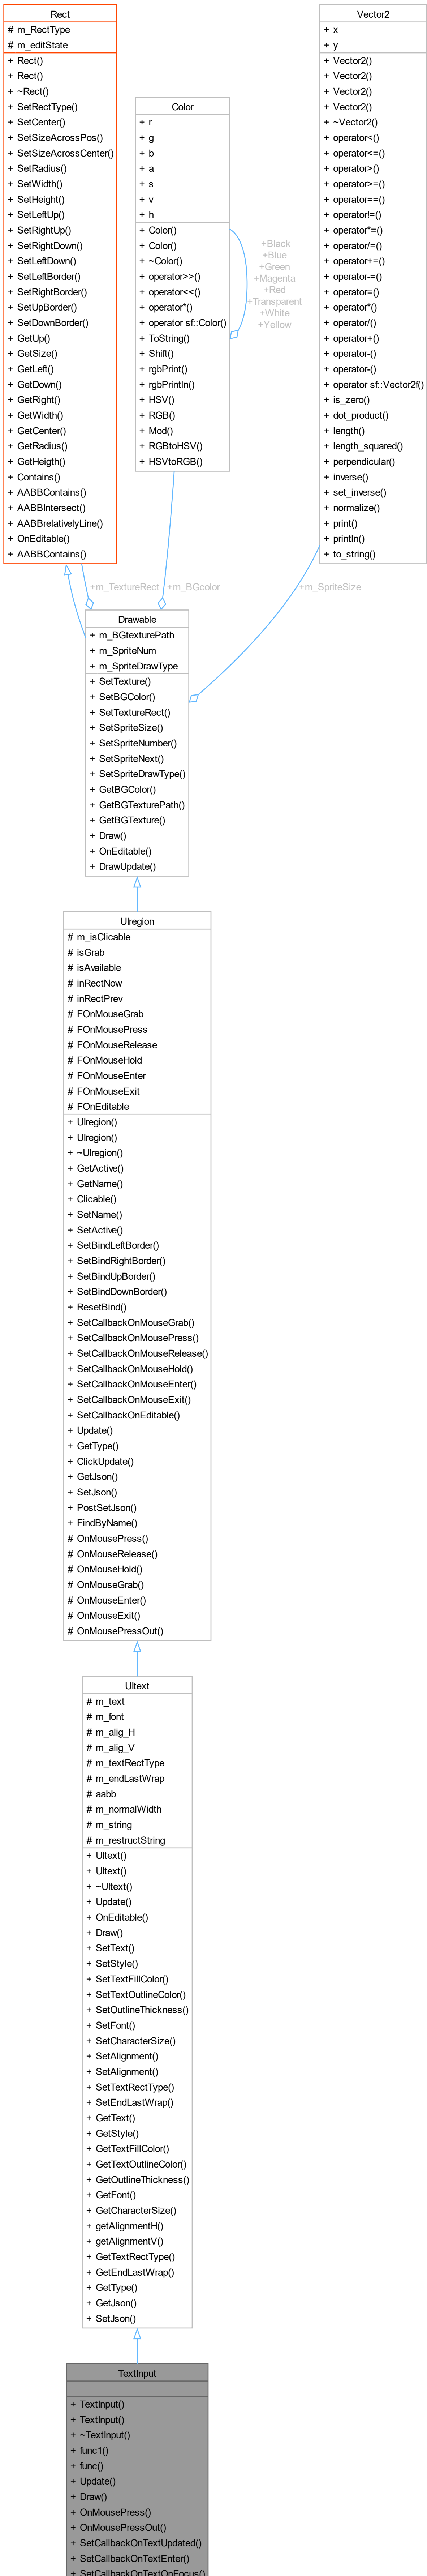 Rect
# m_RectType
# m_editState
+ Rect()
+ Rect()
+ ~Rect()
+ SetRectType()
+ SetCenter()
+ SetSizeAcrossPos()
+ SetSizeAcrossCenter()
+ SetRadius()
+ SetWidth()
+ SetHeight()
+ SetLeftUp()
+ SetRightUp()
+ SetRightDown()
+ SetLeftDown()
+ SetLeftBorder()
+ SetRightBorder()
+ SetUpBorder()
+ SetDownBorder()
+ GetUp()
+ GetSize()
+ GetLeft()
+ GetDown()
+ GetRight()
+ GetWidth()
+ GetCenter()
+ GetRadius()
+ GetHeigth()
+ Contains()
+ AABBContains()
+ AABBIntersect()
+ AABBrelativelyLine()
+ OnEditable()
+ AABBContains()
Color
+ r
+ g
+ b
+ a
+ s
+ v
+ h
+ Color()
+ Color()
+ ~Color()
+ operator>>()
+ operator<<()
+ operator*()
+ operator sf::Color()
+ ToString()
+ Shift()
+ rgbPrint()
+ rgbPrintln()
+ HSV()
+ RGB()
+ Mod()
+ RGBtoHSV()
+ HSVtoRGB()
+Black
+Blue
+Green
+Magenta
+Red
+Transparent
+White
+Yellow
Vector2
+ x
+ y
+ Vector2()
+ Vector2()
+ Vector2()
+ Vector2()
+ ~Vector2()
+ operator<()
+ operator<=()
+ operator>()
+ operator>=()
+ operator==()
+ operator!=()
+ operator*=()
+ operator/=()
+ operator+=()
+ operator-=()
+ operator=()
+ operator*()
+ operator/()
+ operator+()
+ operator-()
+ operator-()
+ operator sf::Vector2f()
+ is_zero()
+ dot_product()
+ length()
+ length_squared()
+ perpendicular()
+ inverse()
+ set_inverse()
+ normalize()
+ print()
+ println()
+ to_string()
+m_TextureRect
+m_BGcolor
+m_SpriteSize
Drawable
+ m_BGtexturePath
+ m_SpriteNum
+ m_SpriteDrawType
+ SetTexture()
+ SetBGColor()
+ SetTextureRect()
+ SetSpriteSize()
+ SetSpriteNumber()
+ SetSpriteNext()
+ SetSpriteDrawType()
+ GetBGColor()
+ GetBGTexturePath()
+ GetBGTexture()
+ Draw()
+ OnEditable()
+ DrawUpdate()
UIregion
# m_isClicable
# isGrab
# isAvailable
# inRectNow
# inRectPrev
# FOnMouseGrab
# FOnMousePress
# FOnMouseRelease
# FOnMouseHold
# FOnMouseEnter
# FOnMouseExit
# FOnEditable
+ UIregion()
+ UIregion()
+ ~UIregion()
+ GetActive()
+ GetName()
+ Clicable()
+ SetName()
+ SetActive()
+ SetBindLeftBorder()
+ SetBindRightBorder()
+ SetBindUpBorder()
+ SetBindDownBorder()
+ ResetBind()
+ SetCallbackOnMouseGrab()
+ SetCallbackOnMousePress()
+ SetCallbackOnMouseRelease()
+ SetCallbackOnMouseHold()
+ SetCallbackOnMouseEnter()
+ SetCallbackOnMouseExit()
+ SetCallbackOnEditable()
+ Update()
+ GetType()
+ ClickUpdate()
+ GetJson()
+ SetJson()
+ PostSetJson()
+ FindByName()
# OnMousePress()
# OnMouseRelease()
# OnMouseHold()
# OnMouseGrab()
# OnMouseEnter()
# OnMouseExit()
# OnMousePressOut()
UItext
# m_text
# m_font
# m_alig_H
# m_alig_V
# m_textRectType
# m_endLastWrap
# aabb
# m_normalWidth
# m_string
# m_restructString
+ UItext()
+ UItext()
+ ~UItext()
+ Update()
+ OnEditable()
+ Draw()
+ SetText()
+ SetStyle()
+ SetTextFillColor()
+ SetTextOutlineColor()
+ SetOutlineThickness()
+ SetFont()
+ SetCharacterSize()
+ SetAlignment()
+ SetAlignment()
+ SetTextRectType()
+ SetEndLastWrap()
+ GetText()
+ GetStyle()
+ GetTextFillColor()
+ GetTextOutlineColor()
+ GetOutlineThickness()
+ GetFont()
+ GetCharacterSize()
+ getAlignmentH()
+ getAlignmentV()
+ GetTextRectType()
+ GetEndLastWrap()
+ GetType()
+ GetJson()
+ SetJson()
TextInput
+ TextInput()
+ TextInput()
+ ~TextInput()
+ func1()
+ func()
+ Update()
+ Draw()
+ OnMousePress()
+ OnMousePressOut()
+ SetCallbackOnTextUpdated()
+ SetCallbackOnTextEnter()
+ SetCallbackOnTextOnFocus()